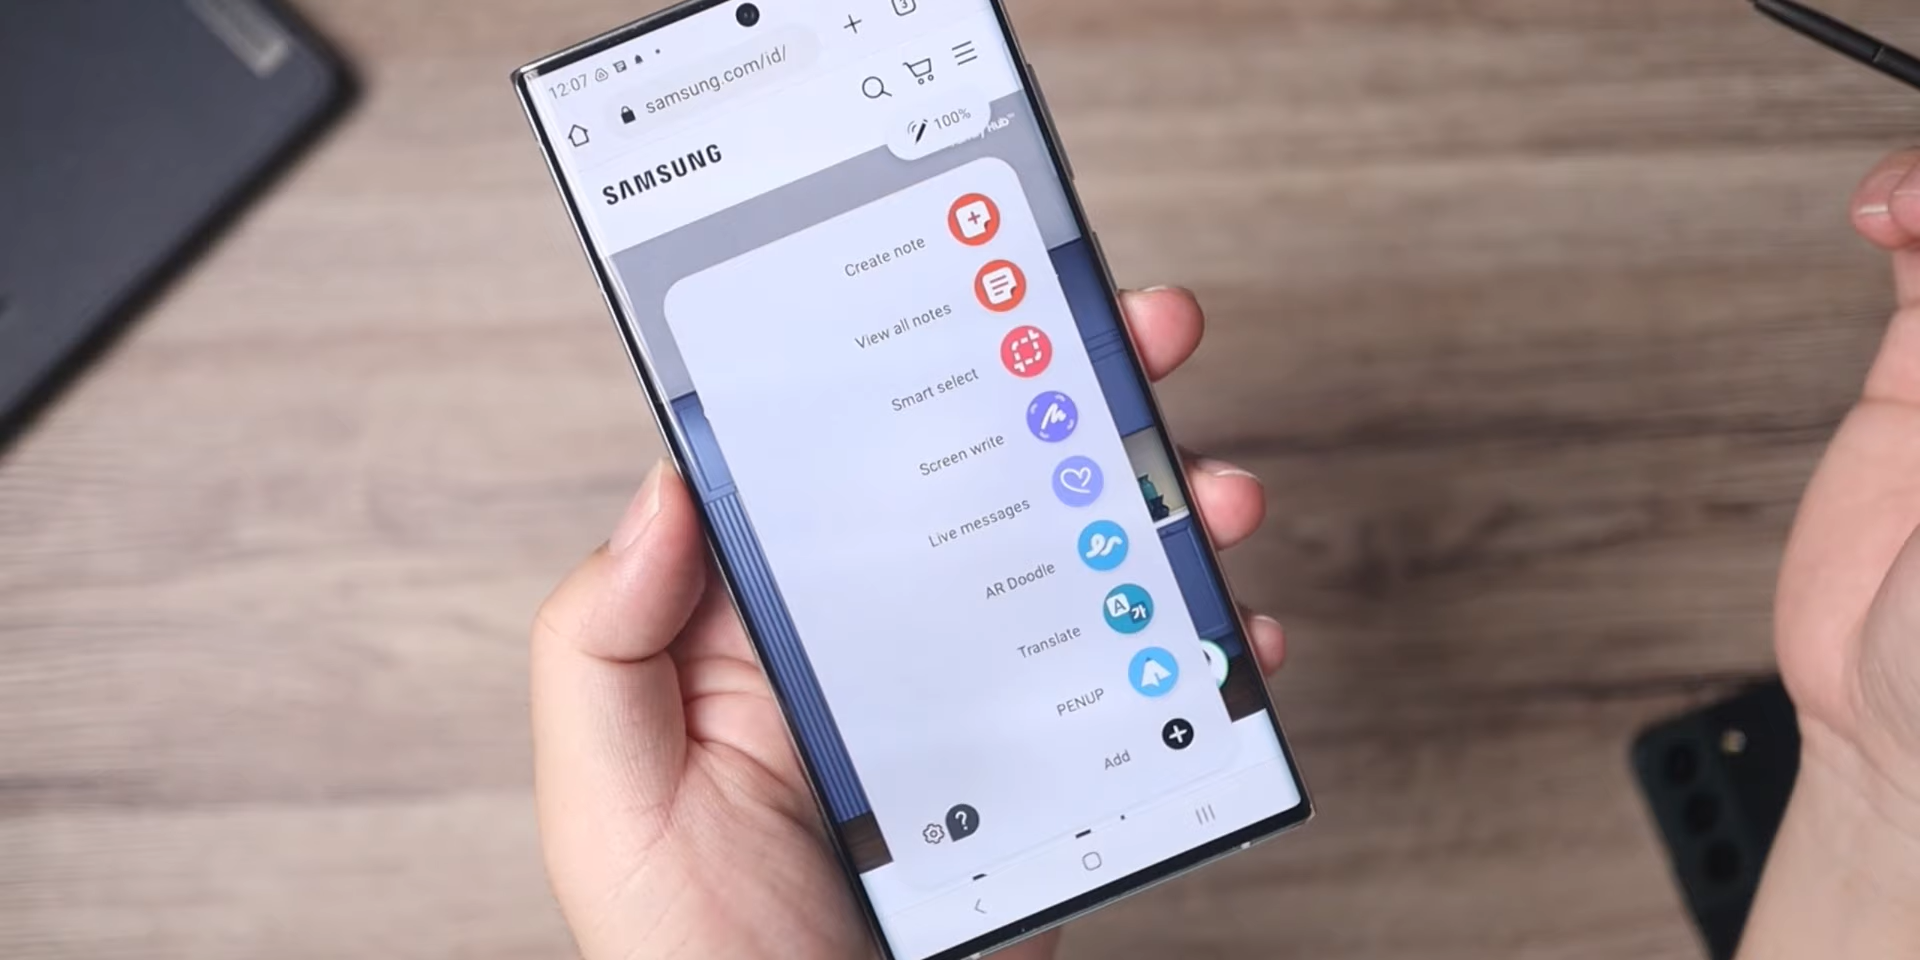 12:07
3
samsung.com/id/
SAMSUNG
100%
Create note
View all notes
Smart select
Screen write
Live messages
AR Doodle
Translate
PENUP
Add
?